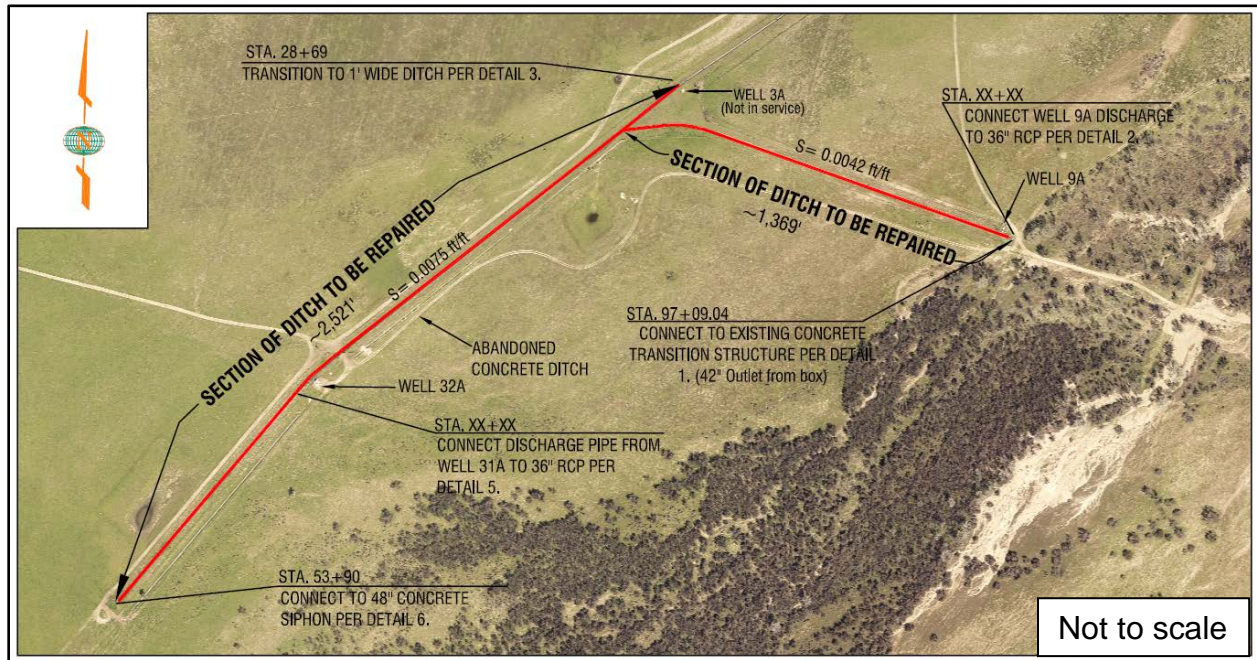 STA. 28+69
TRANSITION TO 1' WIDE DITCH PER DETAIL 3.
WELL 3A
(Not in service)
STA. XX+XX
CONNECT WELL 9A DISCHARGE
TO 36" RCP PER DETAIL 2.
WELL 9A
S= 0.0042 ft/ft
SECTION OF DITCH TO BE REPAIRED
~1,369'
SECTION OF DITCH TO BE REPAIRED
~2,521'
S= 0.0075 ft/ft
STA. 97+09.04
CONNECT TO EXISTING CONCRETE
TRANSITION STRUCTURE PER DETAIL
1. (42" Outlet from box)
ABANDONED
CONCRETE DITCH
WELL 32A
STA. XX+XX
CONNECT DISCHARGE PIPE FROM
WELL 31A TO 36" RCP PER
DETAIL 5.
STA. 53+90
CONNECT TO 48" CONCRETE
SIPHON PER DETAIL 6.
Not to scale